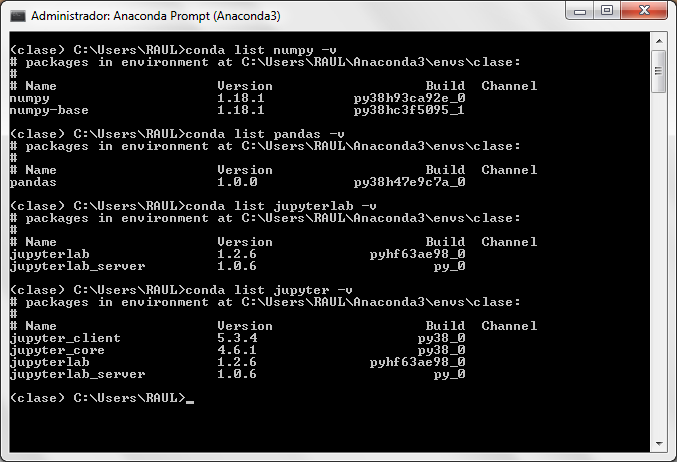 Administrador: Anaconda Prompt (Anaconda3)
(clase) C:\Users\RAUL>conda list numpy -v
# packages in environment at C:\Users\RAUL\Anaconda3\envs\clase:
#
# Name                    Version                   Build  Channel
numpy                     1.18.1           py38h93ca92e_0
numpy-base                1.18.1           py38hc3f5095_1
(clase) C:\Users\RAUL>conda list pandas -v
# packages in environment at C:\Users\RAUL\Anaconda3\envs\clase:
#
# Name                    Version                   Build  Channel
pandas                    1.0.0            py38h47e9c7a_0
(clase) C:\Users\RAUL>conda list jupyterlab -v
# packages in environment at C:\Users\RAUL\Anaconda3\envs\clase:
#
# Name                    Version                   Build  Channel
jupyterlab                1.2.6              pyhf63ae98_0
jupyterlab_server         1.0.6                      py_0
(clase) C:\Users\RAUL>conda list jupyter -v
# packages in environment at C:\Users\RAUL\Anaconda3\envs\clase:
#
# Name                    Version                   Build  Channel
jupyter_client            5.3.4                    py38_0
jupyter_core              4.6.1                    py38_0
jupyterlab                1.2.6              pyhf63ae98_0
jupyterlab_server         1.0.6                      py_0
(clase) C:\Users\RAUL>_